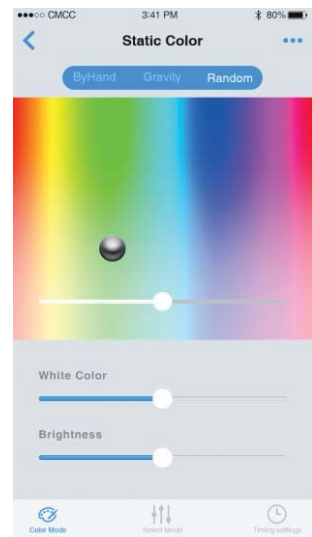 CMCC 3:41 PM 80%
Static Color
ByHand Gravity Random
White Color
Brightness
Color Mode Select Mode Timing settings